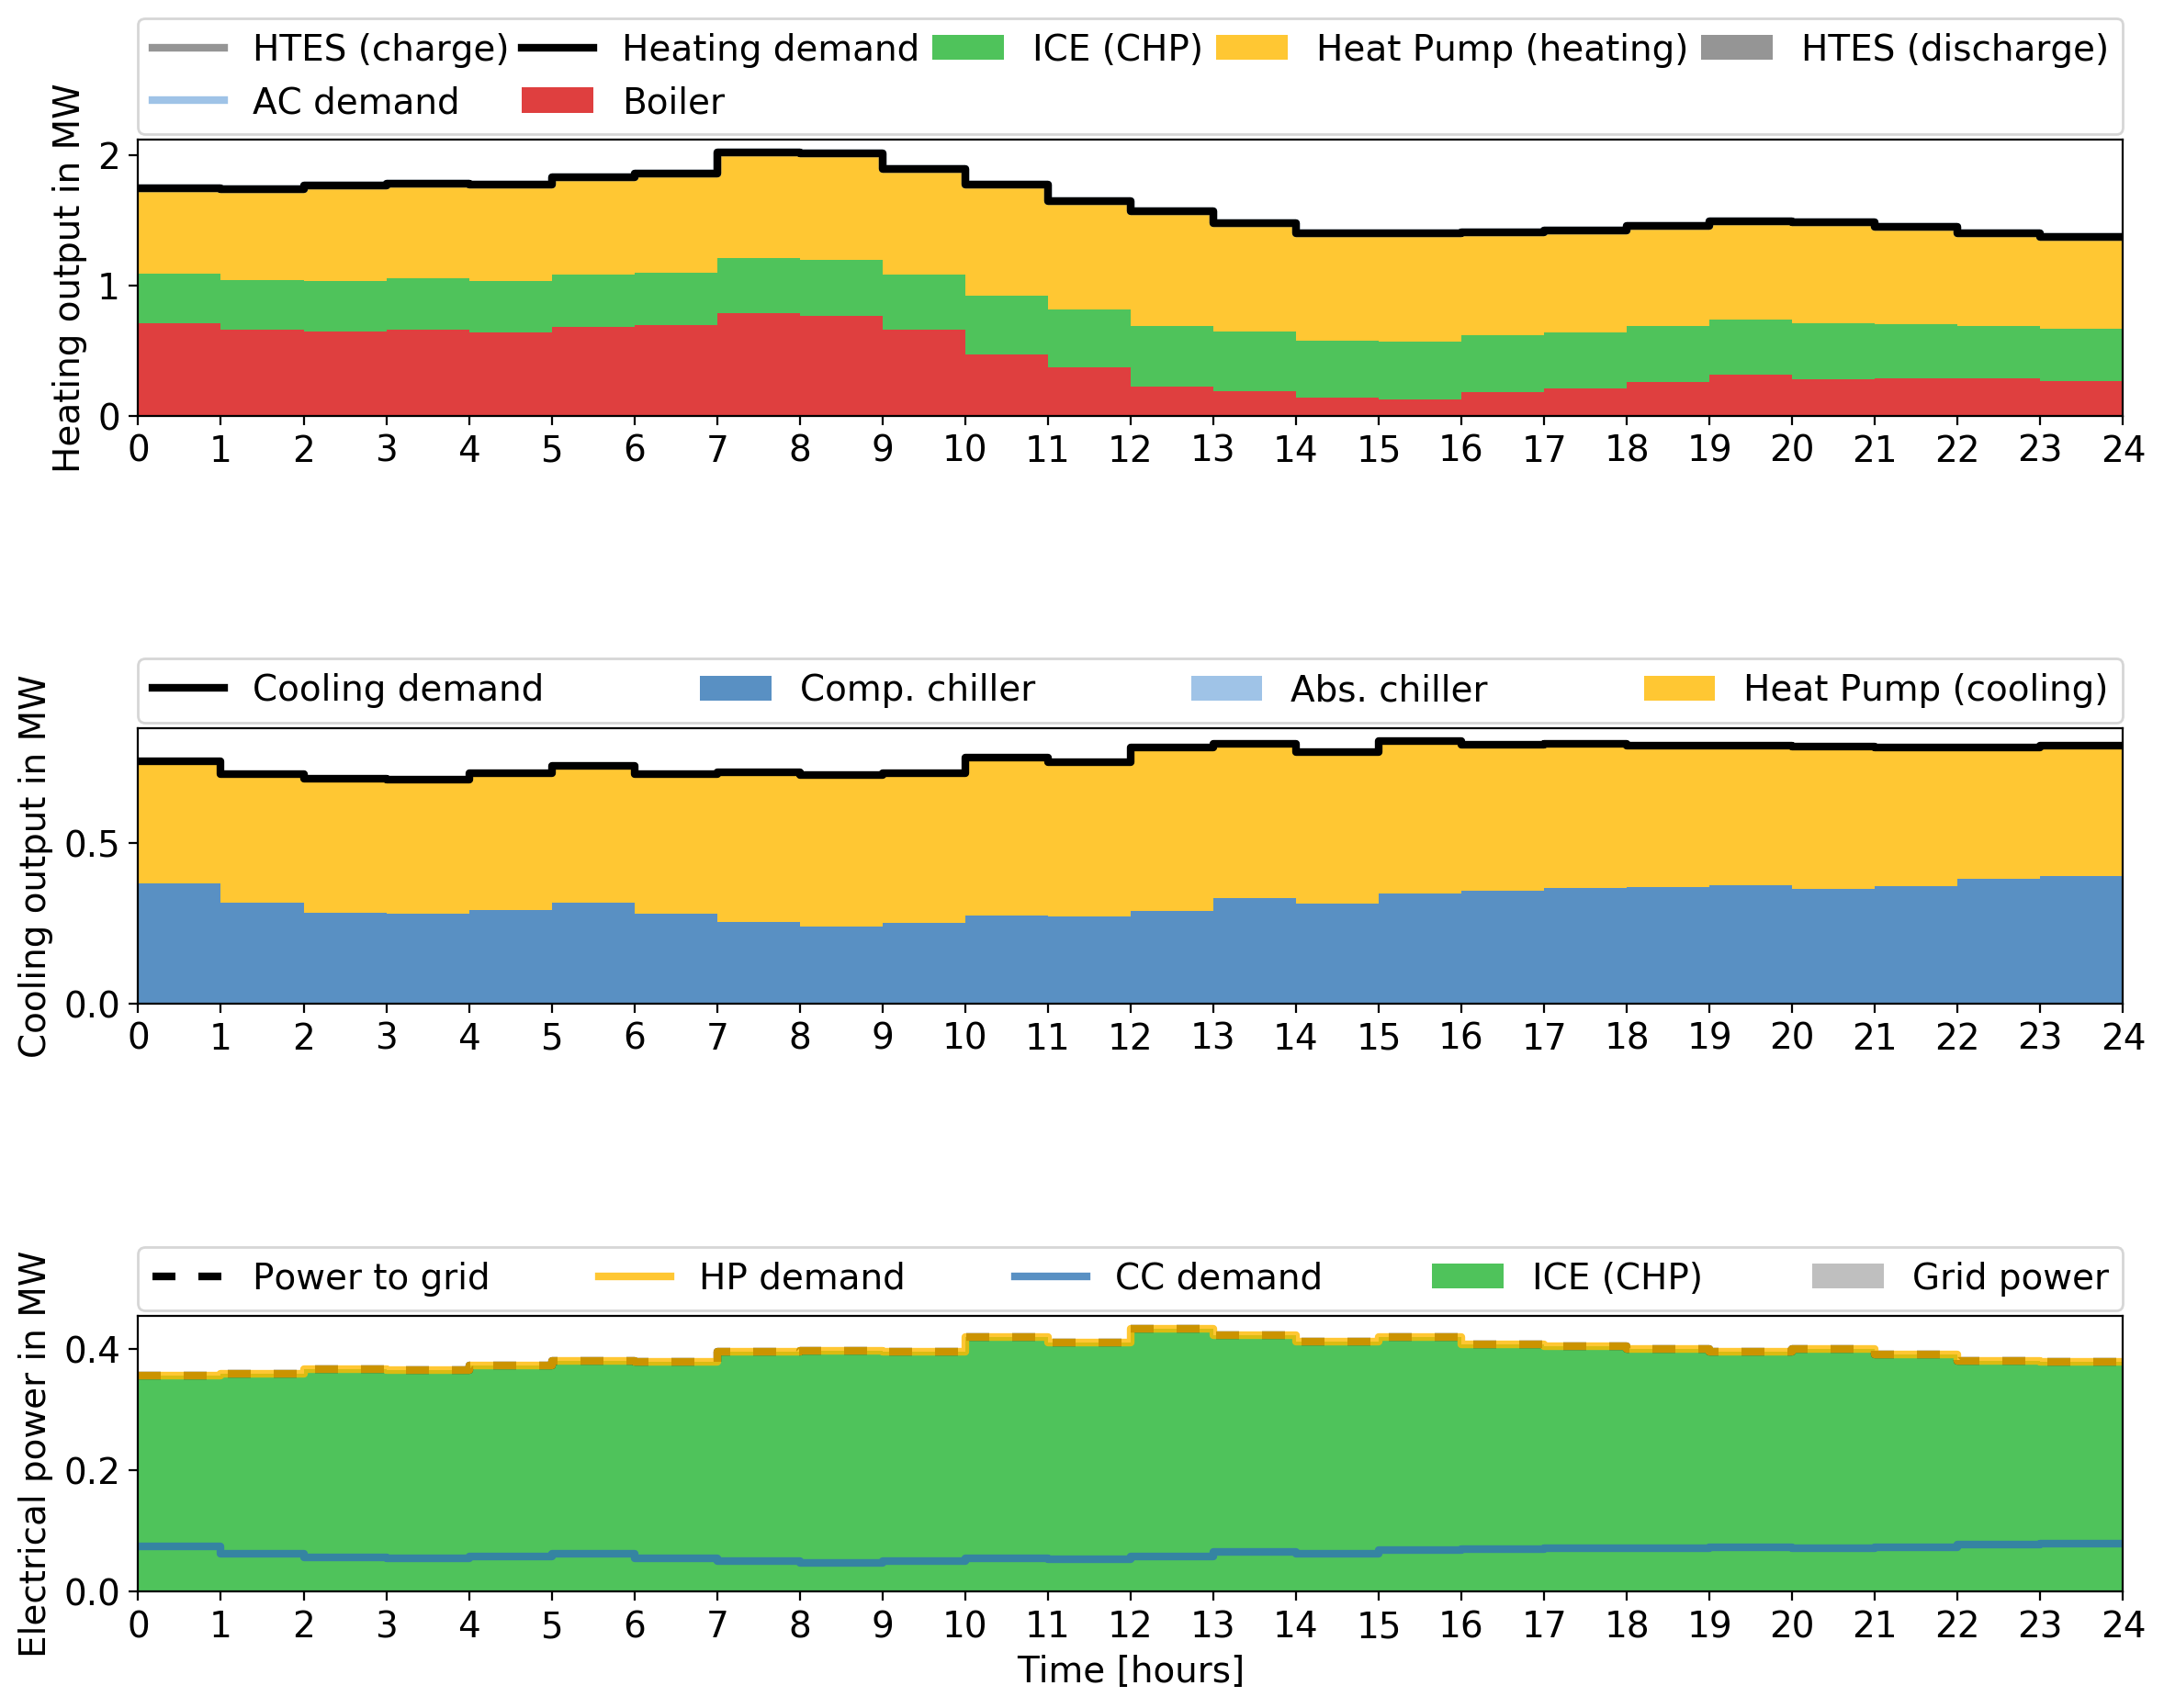 HTES (charge) Heating demand ICE (CHP) Heat Pump (heating) HTES (discharge)
AC demand Boiler
Heating output in MW
2
1
0
0 1 2 3 4 5 6 7 8 9 10 11 12 13 14 15 16 17 18 19 20 21 22 23 24
Cooling demand Comp. chiller Abs. chiller Heat Pump (cooling)
Cooling output in MW
0.5
0.0
0 1 2 3 4 5 6 7 8 9 10 11 12 13 14 15 16 17 18 19 20 21 22 23 24
Power to grid HP demand CC demand ICE (CHP) Grid power
Electrical power in MW
0.4
0.2
0.0
0 1 2 3 4 5 6 7 8 9 10 11 12 13 14 15 16 17 18 19 20 21 22 23 24
Time [hours]